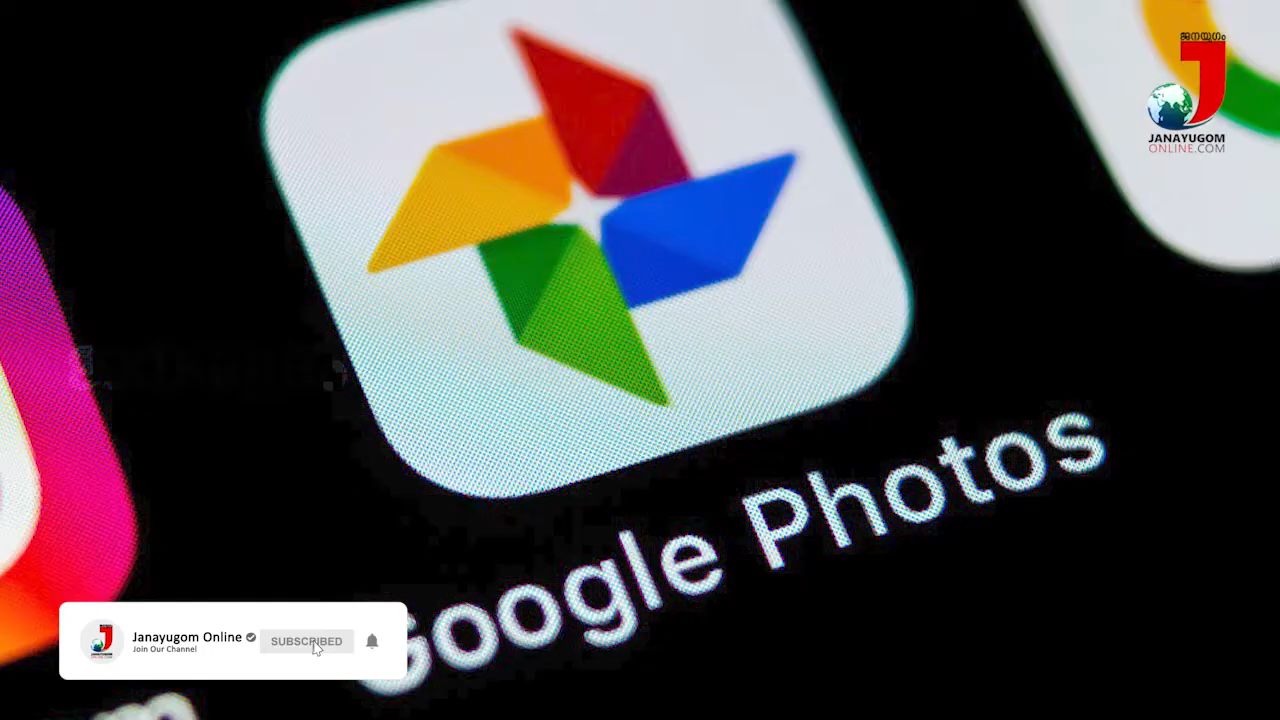 ജനയുഗം
J
JANAYUGOM
ONLINE.COM
Google Photos
Janayugom Online
Join Our Channel
SUBSCRIBED